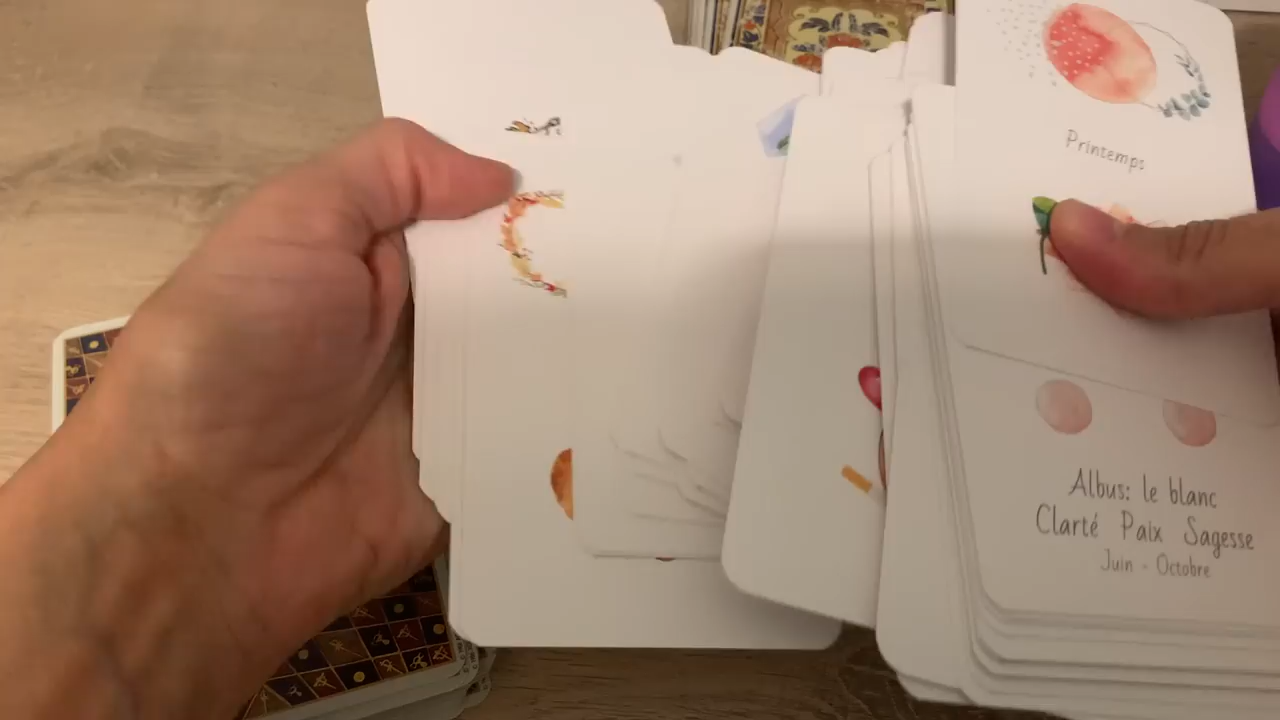 Printemps
Albus: le blanc
Clarté Paix Sagesse
Juin - Octobre